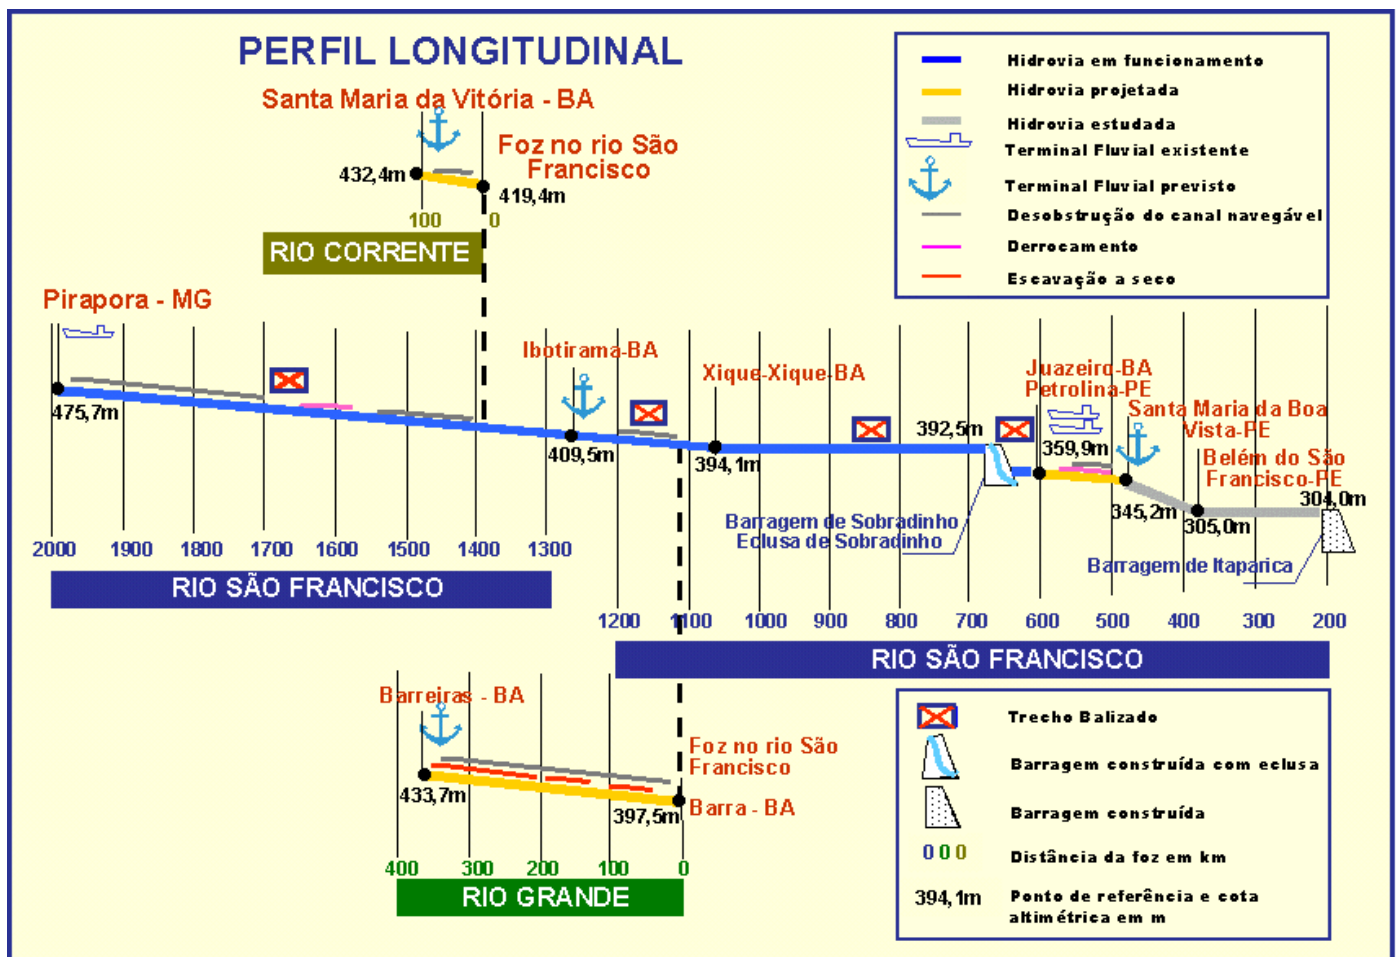 PERFIL LONGITUDINAL
Santa Maria da Vitória - BA
Foz no rio São
Francisco
432,4m
419,4m
100
0
RIO CORRENTE
Hidrovia em funcionamento
Hidrovia projetada
Hidrovia estudada
Terminal Fluvial existente
Terminal Fluvial previsto
Desobstrução do canal navegável
Derrocamento
Escavação a seco
Pirapora - MG
475,7m
Ibotirama-BA
409,5m
Xique-Xique-BA
394,1m
392,5m
Juazeiro-BA
Petrolina-PE
359,9m
Santa Maria da Boa
Vista-PE
345,2m
Belém do São
Francisco-PE
305,0m
304,0m
Barragem de Sobradinho
Eclusa de Sobradinho
Barragem de Itaparica
2000 1900 1800 1700 1600 1500 1400 1300
RIO SÃO FRANCISCO
1200 1100 1000 900 800 700 600 500 400 300 200
RIO SÃO FRANCISCO
Barreiras - BA
433,7m
Foz no rio São
Francisco
397,5m
Barra - BA
400 300 200 100 0
RIO GRANDE
Trecho Balizado
Barragem construída com eclusa
Barragem construída
0 0 0 Distância da foz em km
394,1m Ponto de referência e cota
altimétrica em m